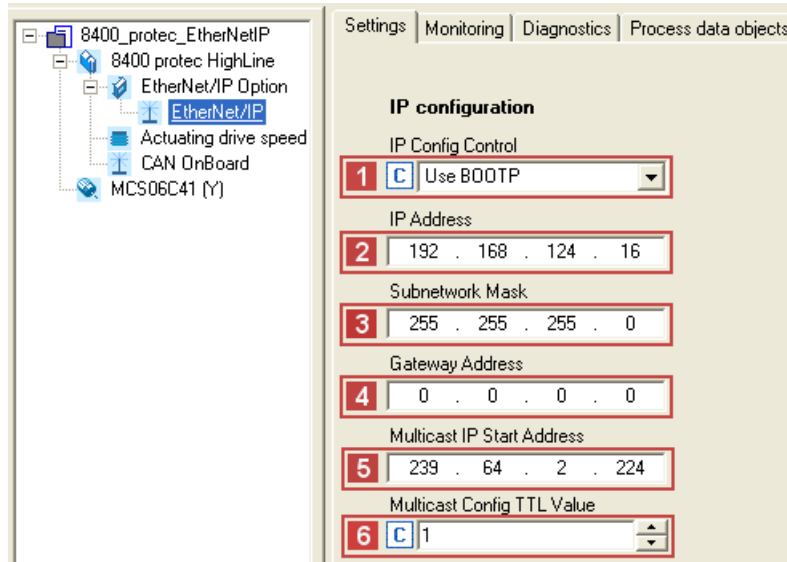 8400_protec_EtherNetIP
8400 protec HighLine
EtherNet/IP Option
EtherNet/IP
Actuating drive speed
CAN OnBoard
MCS06C41 (Y)
Settings Monitoring Diagnostics Process data objects
IP configuration
IP Config Control
1 C Use BOOTP
IP Address
2 192 . 168 . 124 . 16
Subnetwork Mask
3 255 . 255 . 255 . 0
Gateway Address
4 0 . 0 . 0 . 0
Multicast IP Start Address
5 239 . 64 . 2 . 224
Multicast Config TTL Value
6 C 1